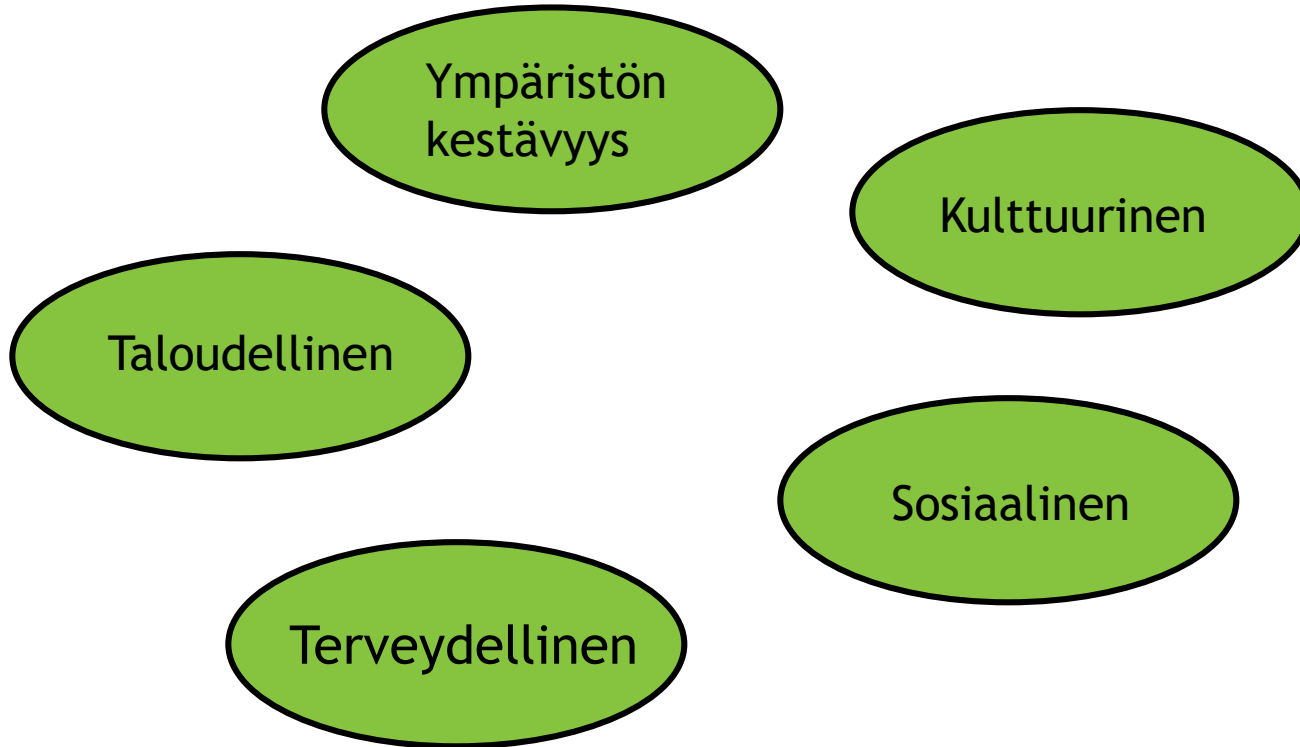 Ympäristön
kestävyys
Kulttuurinen
Taloudellinen
Sosiaalinen
Terveydellinen